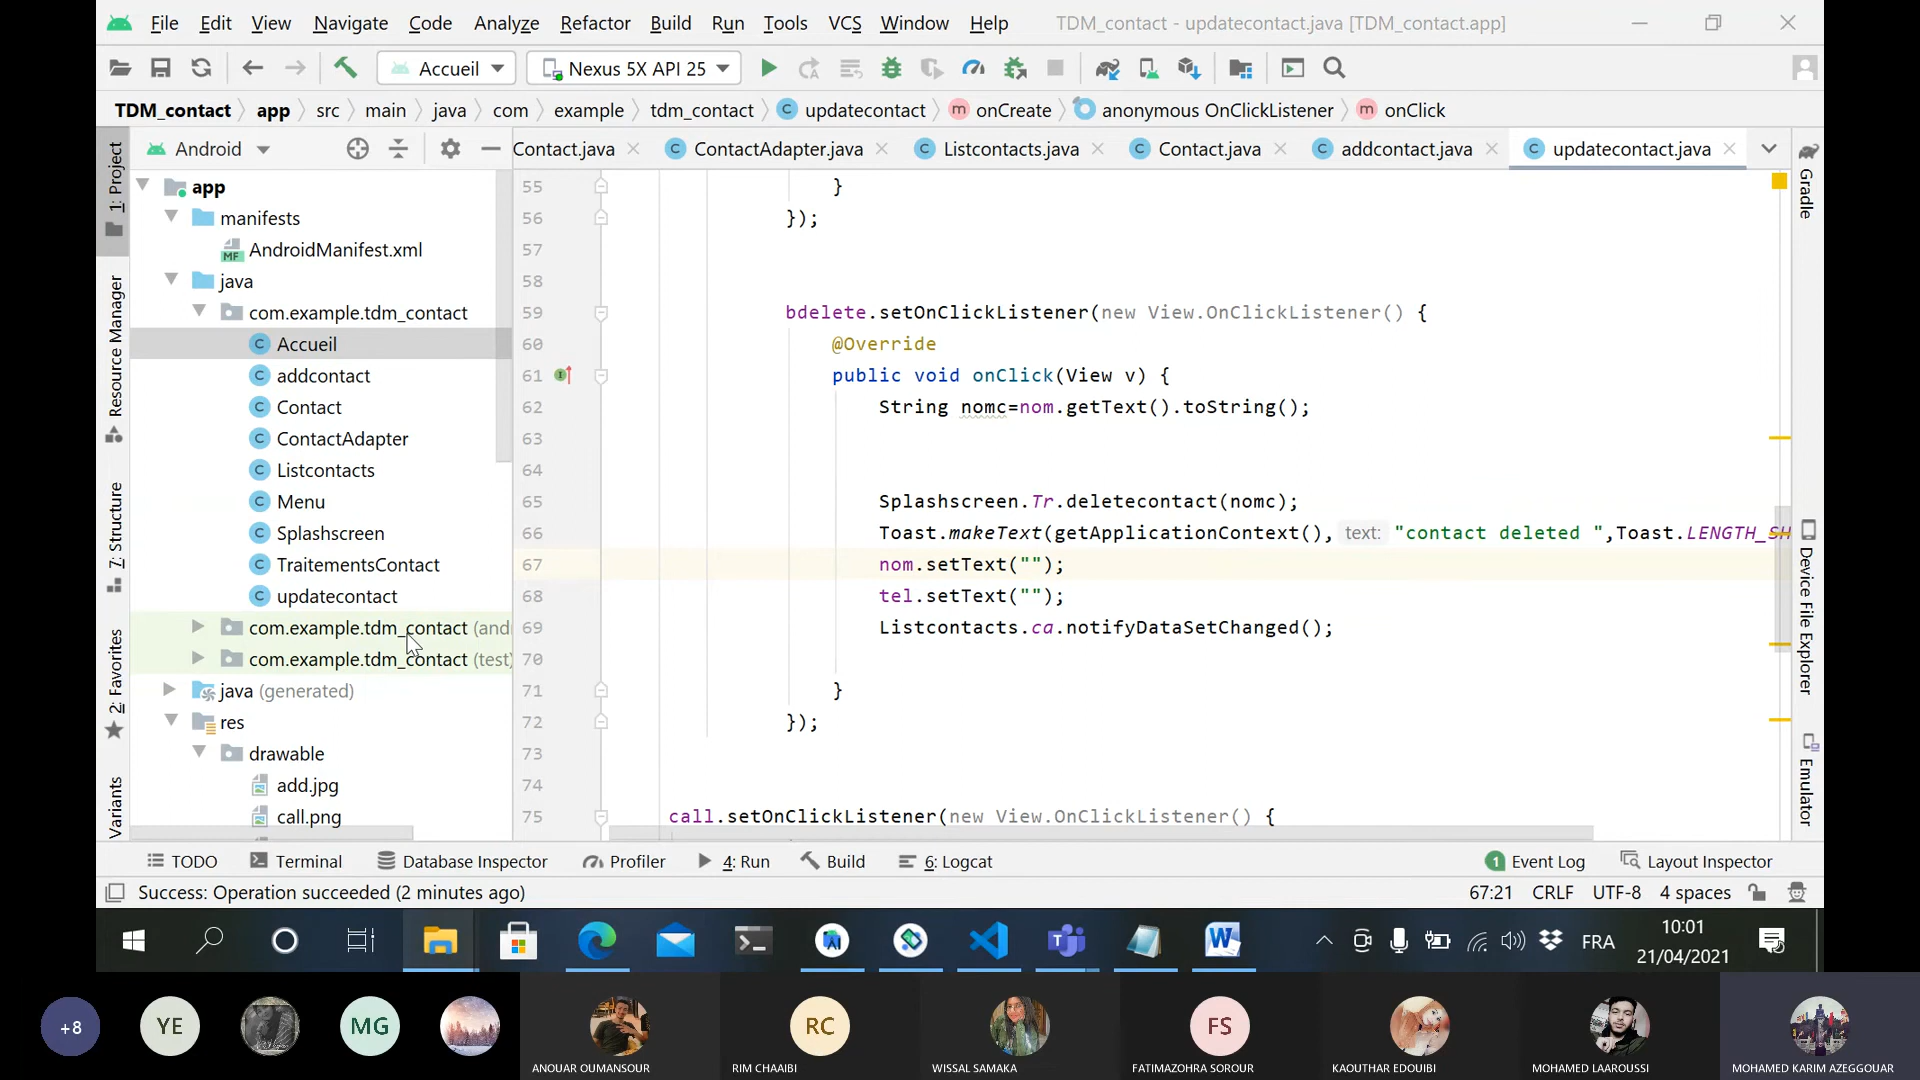 File Edit View Navigate Code Analyze Refactor Build Run Tools VCS Window Help TDM_contact - updatecontact.java [TDM_contact.app]
Accueil Nexus 5X API 25
TDM_contact app src main java com example tdm_contact C updatecontact m onCreate anonymous OnClickListener m onClick
Android Contact.java C ContactAdapter.java C Listcontacts.java C Contact.java C addcontact.java C updatecontact.java
1: Project
Resource Manager
7: Structure
2: Favorites
Variants
app
manifests
MF AndroidManifest.xml
java
com.example.tdm_contact
C Accueil
C addcontact
C Contact
C ContactAdapter
C Listcontacts
C Menu
C Splashscreen
C TraitementsContact
C updatecontact
com.example.tdm_contact (and
com.example.tdm_contact (test)
java (generated)
res
drawable
add.jpg
call.png
55 }
56 });
57
58
59 bdelete.setOnClickListener(new View.OnClickListener() {
60 @Override
61 public void onClick(View v) {
62 String nomc=nom.getText().toString();
63
64
65 Splashscreen.Tr.deletecontact(nomc);
66 Toast.makeText(getApplicationContext(), text: "contact deleted ",Toast.LENGTH_SH
67 nom.setText("");
68 tel.setText("");
69 Listcontacts.ca.notifyDataSetChanged();
70
71 }
72 });
73
74
75 call.setOnClickListener(new View.OnClickListener() {
Gradle
Device File Explorer
Emulator
TODO Terminal Database Inspector Profiler 4: Run Build 6: Logcat 1 Event Log Layout Inspector
Success: Operation succeeded (2 minutes ago) 67:21 CRLF UTF-8 4 spaces
FRA 10:01
21/04/2021
+8 YE MG RC FS
ANOUAR OUMANSOUR RIM CHAAIBI WISSAL SAMAKA FATIMAZOHRA SOROUR KAOUTHAR EDOUIBI MOHAMED LAAROUSSI MOHAMED KARIM AZEGGOUAR